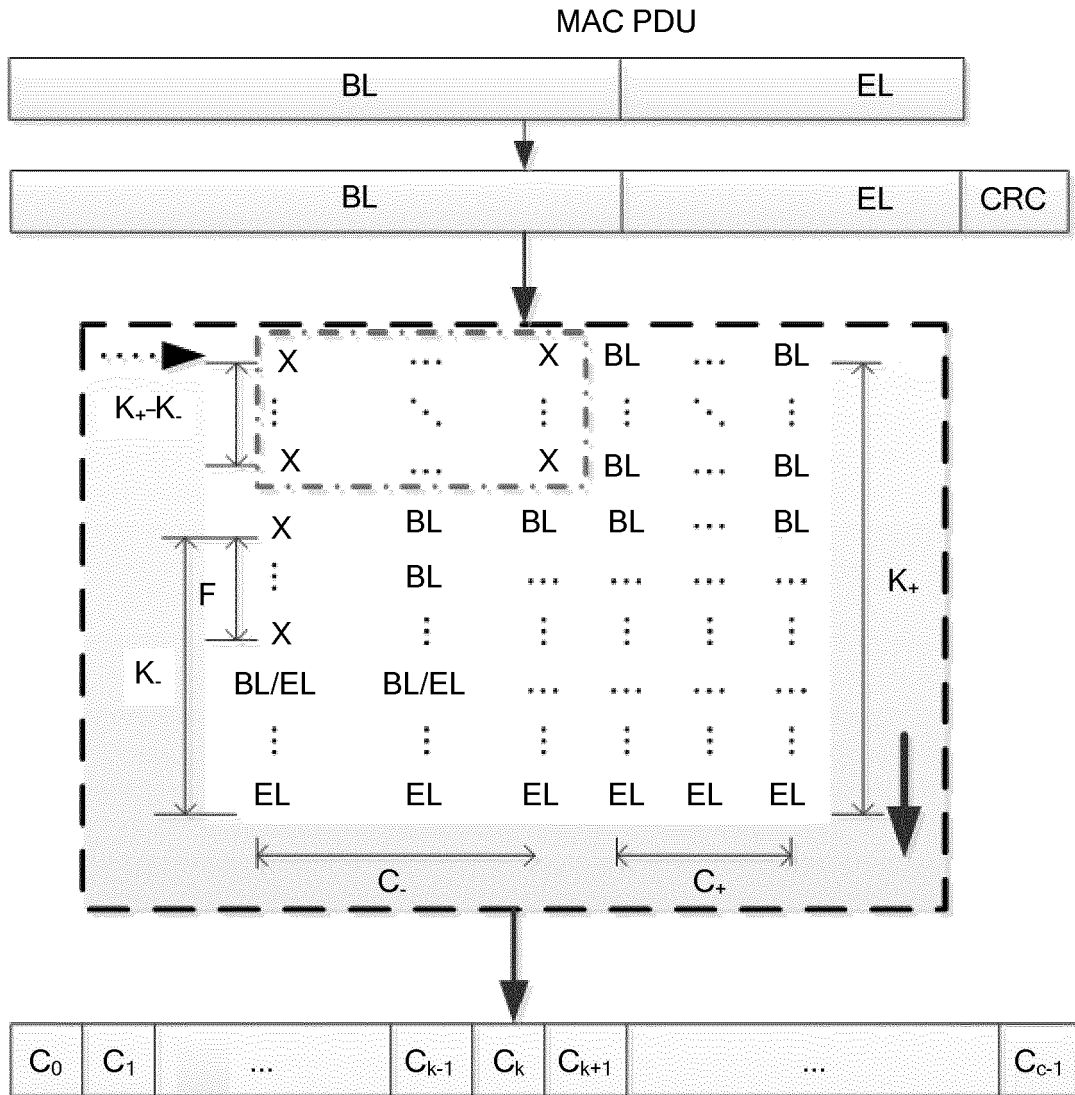 MAC PDU
BL EL
BL EL CRC
X ... X BL ... BL
K₊–K₋
X ... X BL ... BL
X BL BL BL ... BL
BL ... ... ... ...
F
K₊
X
K₋
BL/EL BL/EL ... ... ... ...
EL EL EL EL EL EL
C₋ C₊
C₀ C₁ ... Cₖ₋₁ Cₖ Cₖ₊₁ ... C_c-1